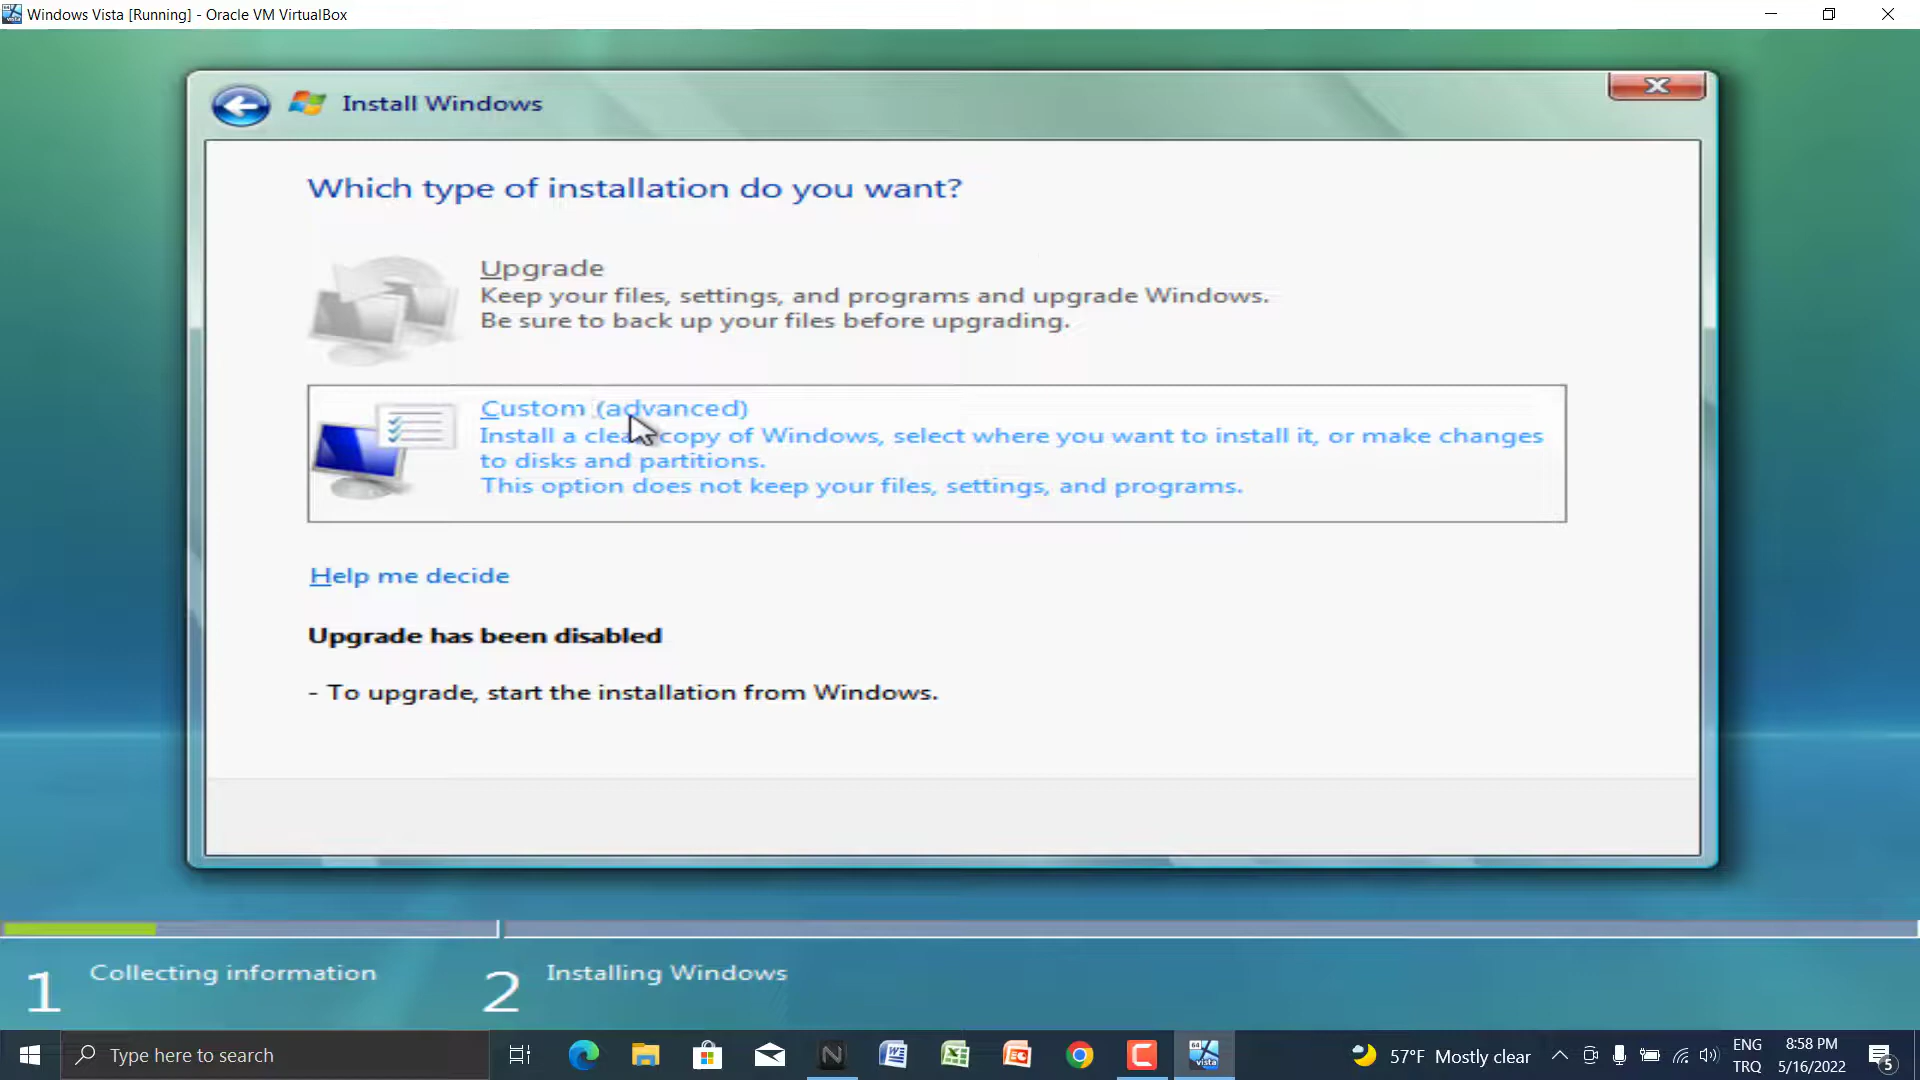 Windows Vista [Running] - Oracle VM VirtualBox
Install Windows
Which type of installation do you want?
Upgrade
Keep your files, settings, and programs and upgrade Windows.
Be sure to back up your files before upgrading.
Custom (advanced)
Install a clean copy of Windows, select where you want to install it, or make changes
to disks and partitions.
This option does not keep your files, settings, and programs.
Help me decide
Upgrade has been disabled
- To upgrade, start the installation from Windows.
1 Collecting information
2 Installing Windows
Type here to search
57°F Mostly clear
ENG
TRQ
8:58 PM
5/16/2022
5